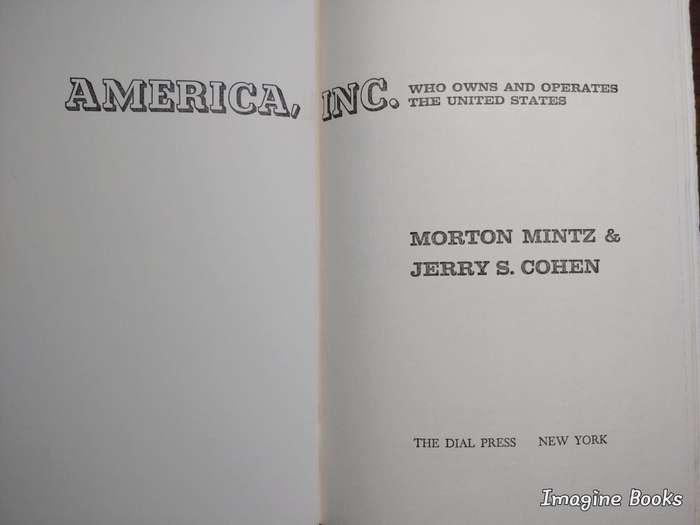 AMERICA, INC. WHO OWNS AND OPERATES
THE UNITED STATES
MORTON MINTZ &
JERRY S. COHEN
THE DIAL PRESS NEW YORK
Imagine Books